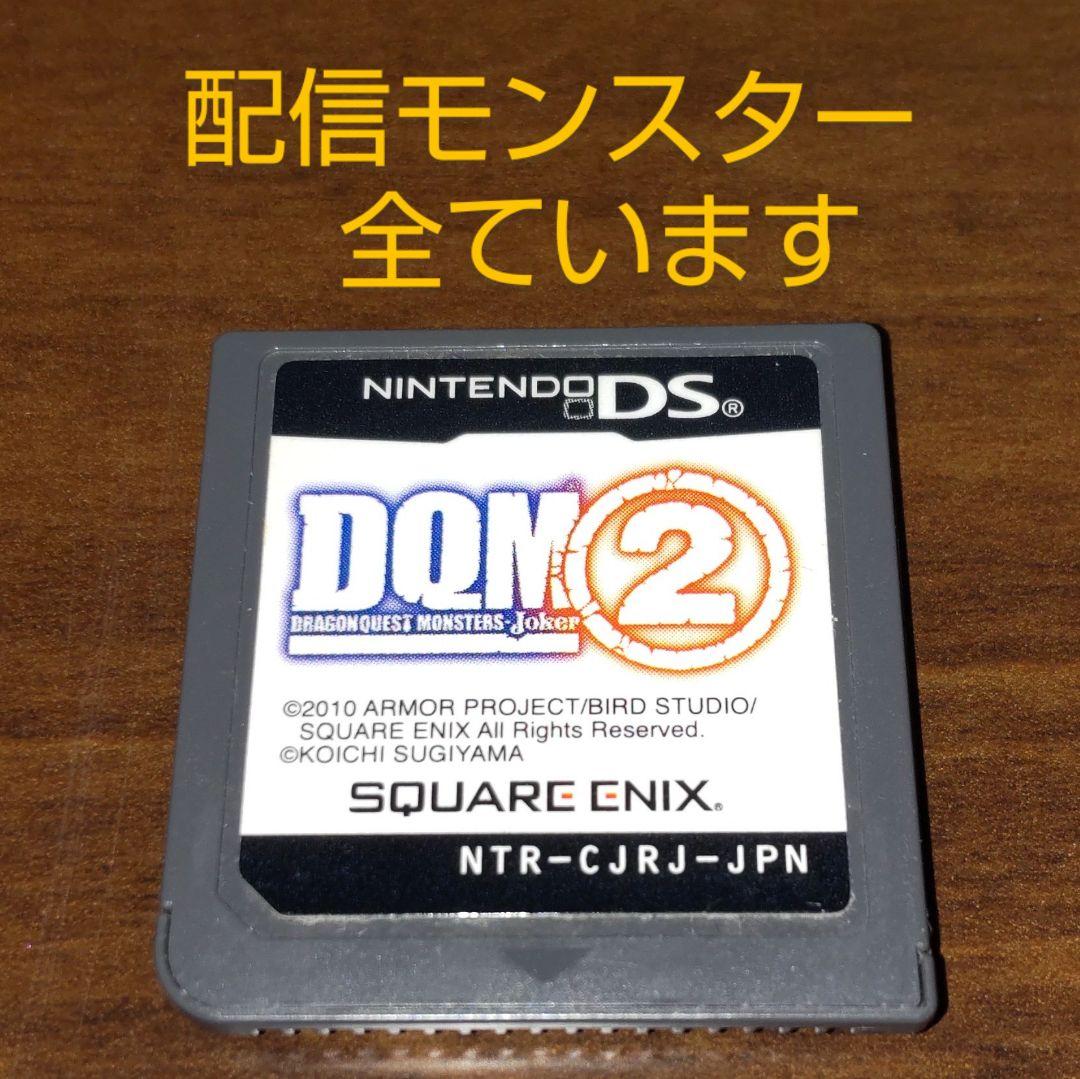 配信モンスター
全ています
NINTENDO DS®
DQM 2
DRAGONQUEST MONSTERS-Joker
©2010 ARMOR PROJECT/BIRD STUDIO/
SQUARE ENIX All Rights Reserved.
©KOICHI SUGIYAMA
SQUARE ENIX®
NTR-CJRJ-JPN